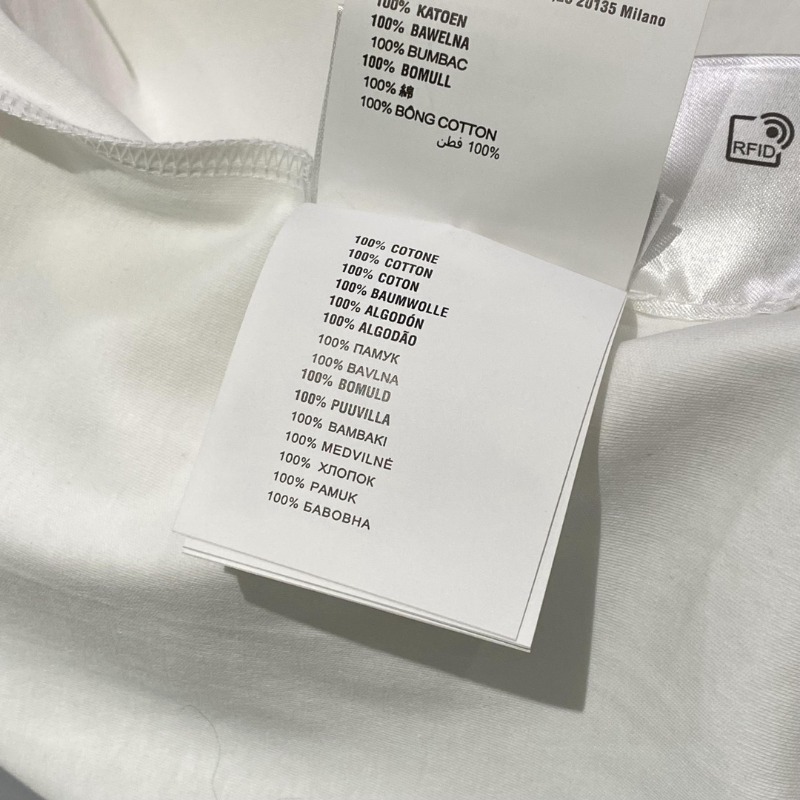 20135 Milano
100% KATOEN
100% BAWEŁNA
100% BUMBAC
100% BOMULL
100% 綿
100% BÔNG COTTON
100% قطن
RFID
100% COTONE
100% COTTON
100% COTON
100% BAUMWOLLE
100% ALGODÓN
100% ALGODÃO
100% ПАМУК
100% BAVLNA
100% BOMULD
100% PUUVILLA
100% BAMBAKI
100% MEDVILNÉ
100% ХЛОПОК
100% PAMUK
100% БАВОВНА